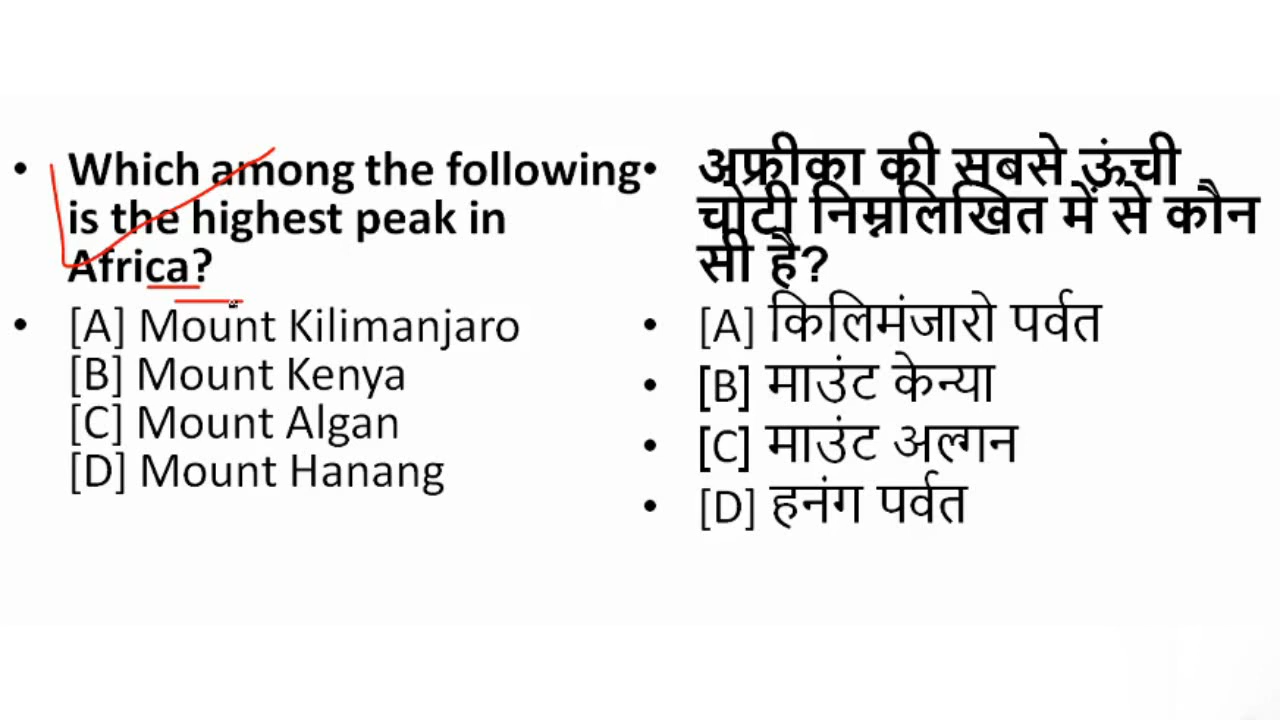 • Which among the following
is the highest peak in
Africa?
• [A] Mount Kilimanjaro
[B] Mount Kenya
[C] Mount Algan
[D] Mount Hanang
• अफ्रीका की सबसे ऊंची
चोटी निम्नलिखित में से कौन
सी है?
• [A] किलिमंजारो पर्वत
• [B] माउंट केन्या
• [C] माउंट अल्गन
• [D] हनंग पर्वत